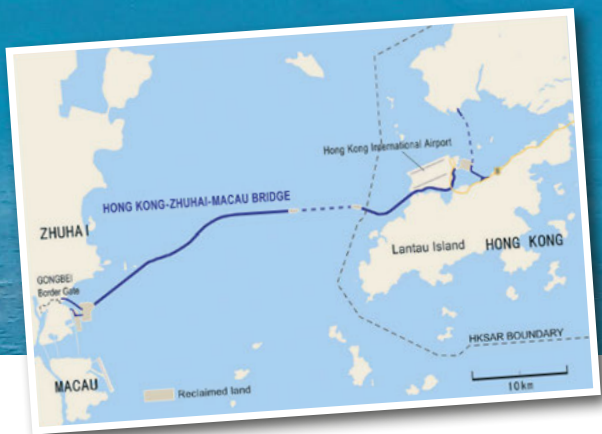 Hong Kong International Airport
HONG KONG-ZHUHAI-MACAU BRIDGE
ZHUHAI
Lantau Island
HONG KONG
GONGBEI
Border Gate
HKSAR BOUNDARY
MACAU
Reclaimed land
10km